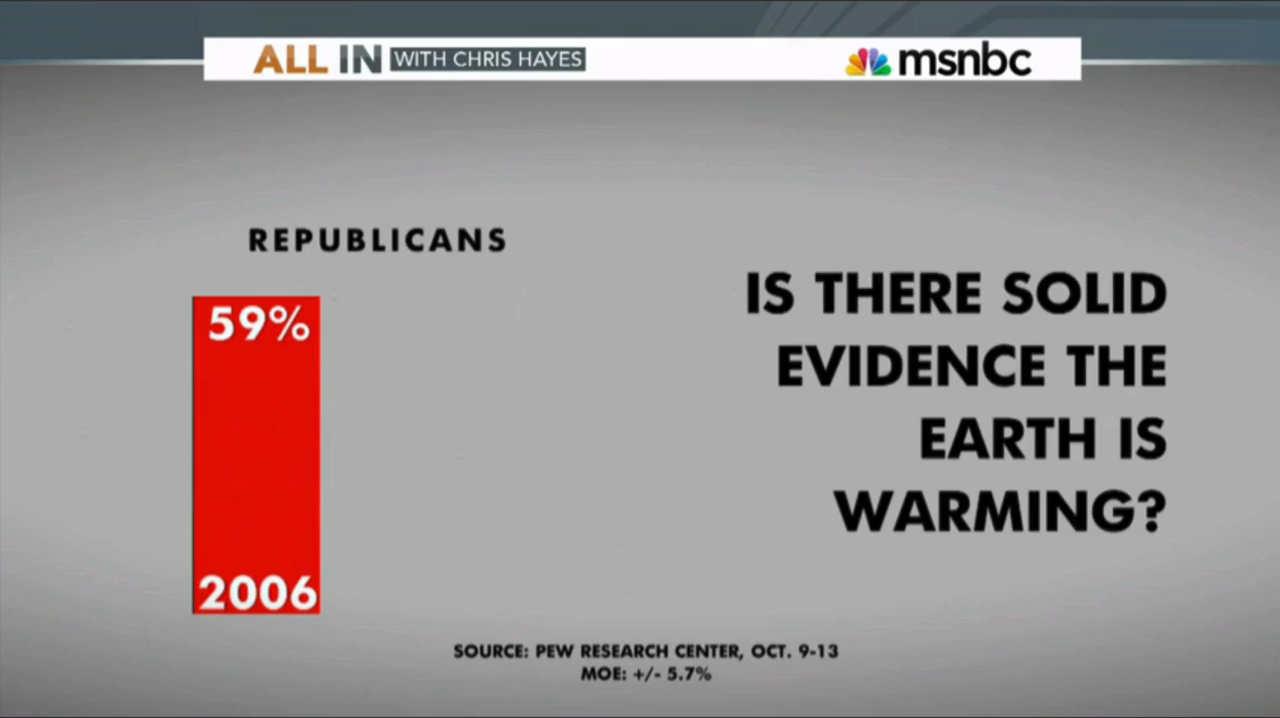 ALL IN WITH CHRIS HAYES
msnbc
REPUBLICANS
59%
2006
IS THERE SOLID
EVIDENCE THE
EARTH IS
WARMING?
SOURCE: PEW RESEARCH CENTER, OCT. 9-13
MOE: +/- 5.7%